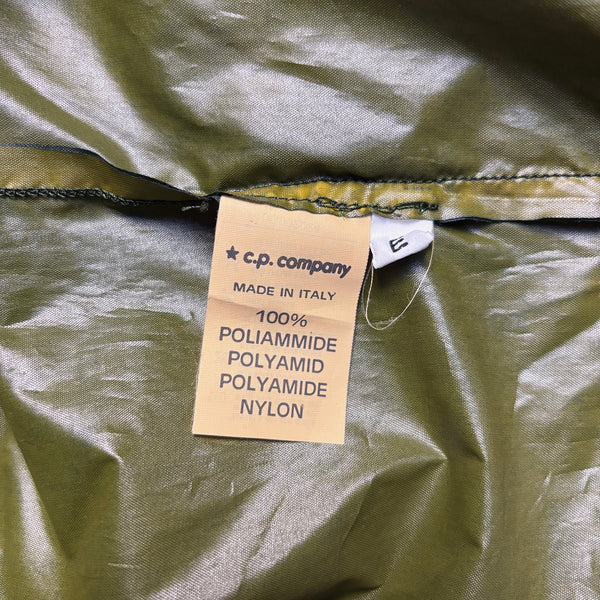 ★ c.p. company
MADE IN ITALY
100%
POLIAMMIDE
POLYAMID
POLYAMIDE
NYLON
E